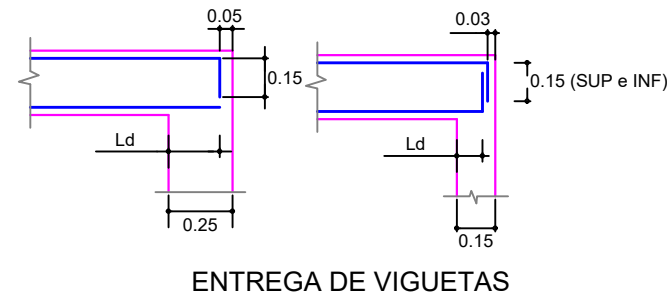 0.05
0.15
Ld
0.25
0.03
0.15 (SUP e INF)
Ld
0.15
ENTREGA DE VIGUETAS